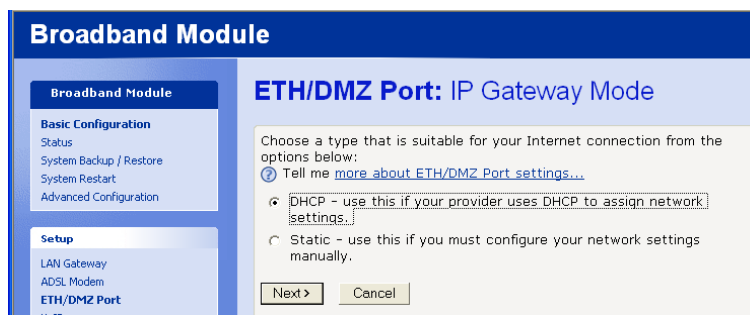 Broadband Module
Broadband Module
Basic Configuration
Status
System Backup / Restore
System Restart
Advanced Configuration
Setup
LAN Gateway
ADSL Modem
ETH/DMZ Port
ETH/DMZ Port: IP Gateway Mode
Choose a type that is suitable for your Internet connection from the
options below:
? Tell me more about ETH/DMZ Port settings...
DHCP - use this if your provider uses DHCP to assign network
settings.
Static - use this if you must configure your network settings
manually.
Next >
Cancel